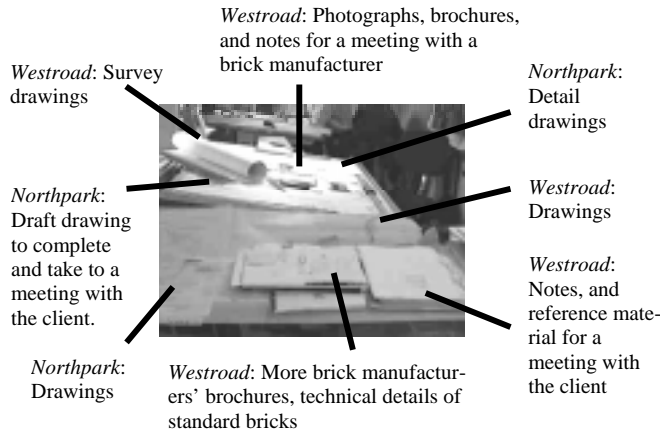 Westroad: Photographs, brochures,
and notes for a meeting with a
brick manufacturer
Westroad: Survey
drawings
Northpark:
Detail
drawings
Northpark:
Draft drawing
to complete
and take to a
meeting with
the client.
Westroad:
Drawings
Westroad:
Notes, and
reference mate-
rial for a
meeting with
the client
Northpark:
Drawings
Westroad: More brick manufactur-
ers' brochures, technical details of
standard bricks